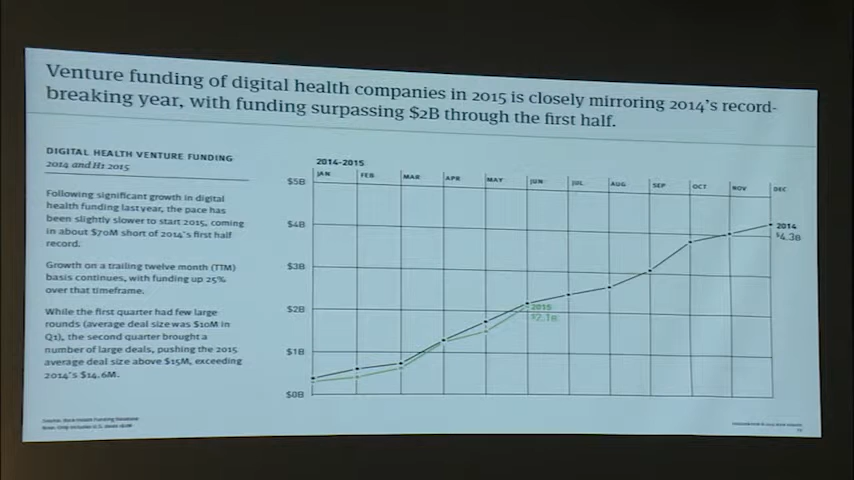 Venture funding of digital health companies in 2015 is closely mirroring 2014's record-
breaking year, with funding surpassing $2B through the first half.
DIGITAL HEALTH VENTURE FUNDING
2014 and H1 2015
Following significant growth in digital
health funding last year, the pace has
been slightly slower to start 2015, coming
in about $70M short of 2014's first half
record.
Growth on a trailing twelve month (TTM)
basis continues, with funding up 25%
over that timeframe.
While the first quarter had few large
rounds (average deal size was $10M in
Q1), the second quarter brought a
number of large deals, pushing the 2015
average deal size above $15M, exceeding
2014's $14.6M.
2014-2015
JAN FEB MAR APR MAY JUN JUL AUG SEP OCT NOV DEC
$5B
$4B
$3B
$2B
$1B
$0B
2014
$4.3B
2015
$2.1B
Source: Rock Health Funding Database